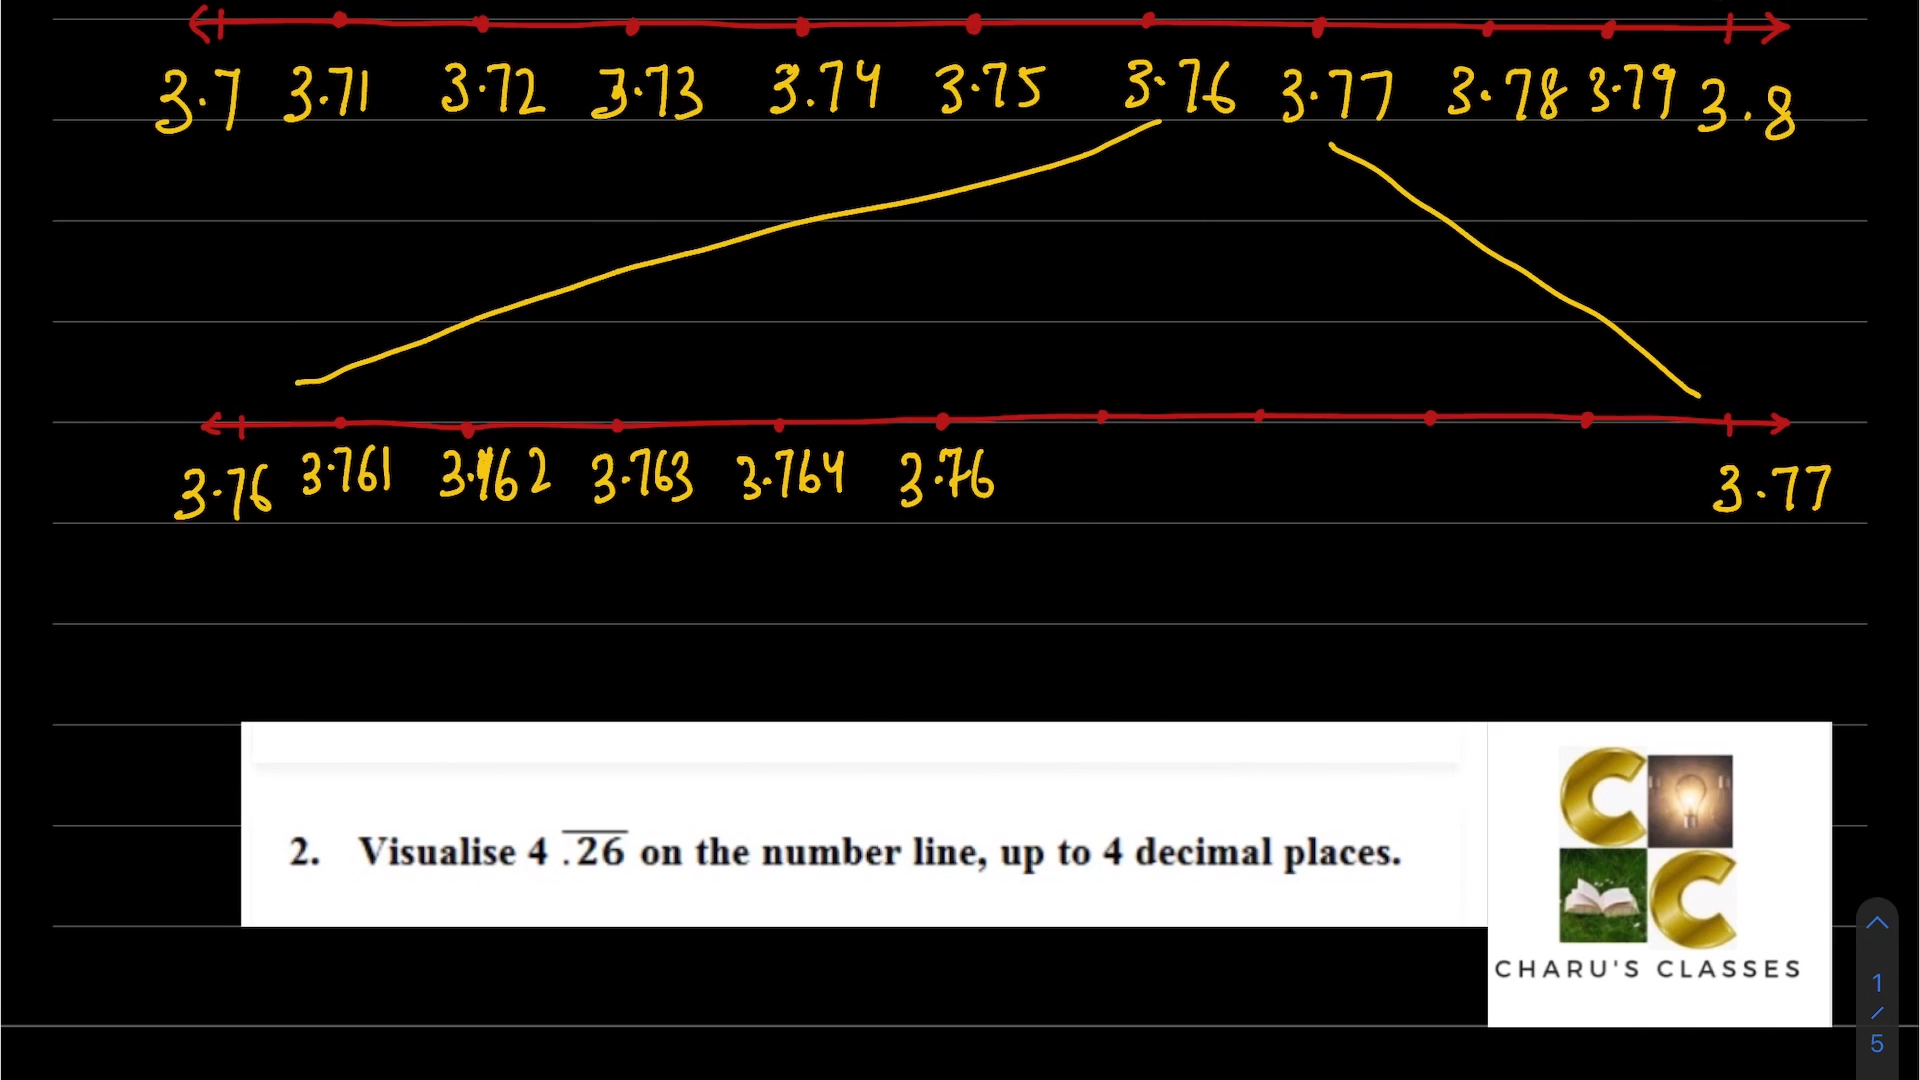 3.7 3.71 3.72 3.73 3.74 3.75 3.76 3.77 3.78 3.79 3.8
3.76 3.761 3.762 3.763 3.764 3.76 3.77
2. Visualise 4 .2̅6̅ on the number line, up to 4 decimal places.
CHARU'S CLASSES
1
/
5